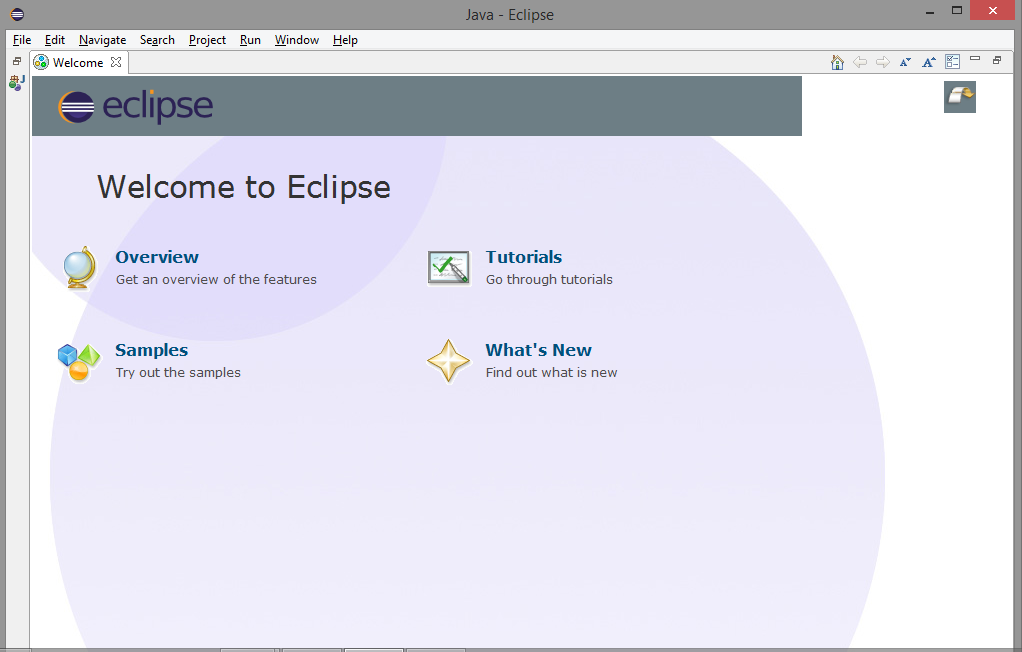 Java - Eclipse
File Edit Navigate Search Project Run Window Help
Welcome
eclipse
Welcome to Eclipse
Overview
Get an overview of the features
Tutorials
Go through tutorials
Samples
Try out the samples
What's New
Find out what is new